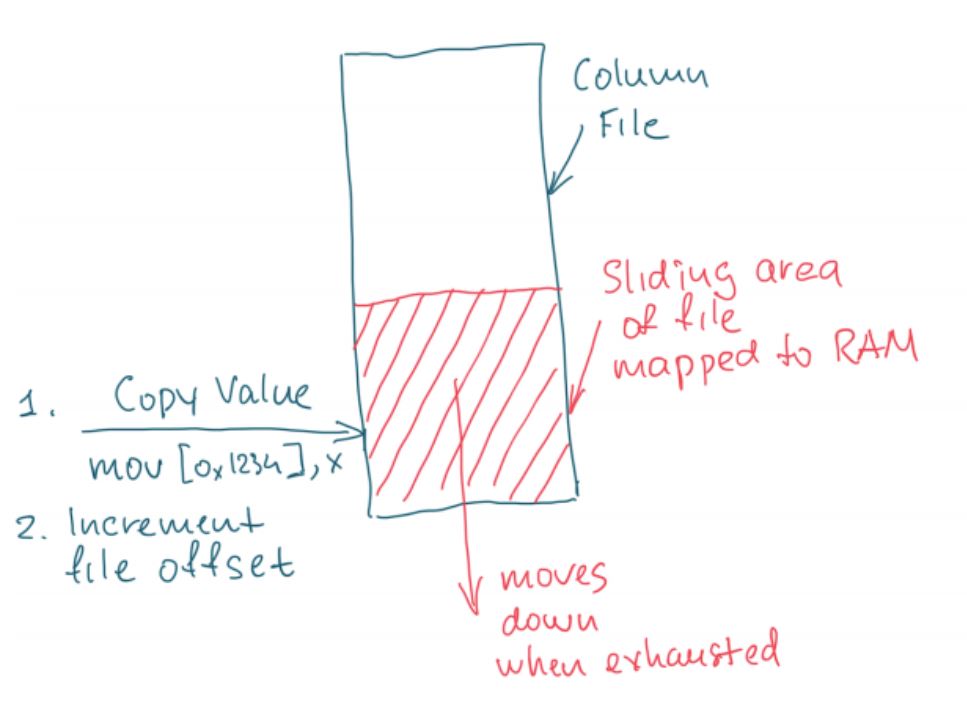 Column
File
Sliding area
of file
mapped to RAM
1. Copy Value
mov [0x1234], x
2. Increment
file offset
moves
down
when exhausted